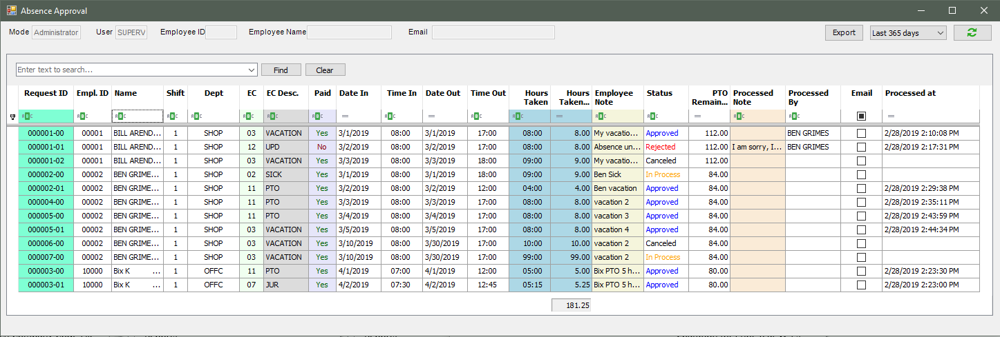 Absence Approval
Mode Administrator User SUPERV Employee ID Employee Name Email Export Last 365 days
Enter text to search... Find Clear
Request ID Empl. ID Name Shift Dept EC EC Desc. Paid Date In Time In Date Out Time Out Hours Taken Hours Taken... Employee Note Status PTO Remain... Processed Note Processed By Email Processed at
000001-00 00001 BILL AREND... 1 SHOP 03 VACATION Yes 3/1/2019 08:00 3/1/2019 17:00 08:00 8.00 My vacatio... Approved 112.00 BEN GRIMES 2/28/2019 2:10:08 PM
000001-01 00001 BILL AREND... 1 SHOP 12 UPD No 3/2/2019 08:00 3/2/2019 17:00 08:00 8.00 Absence un... Rejected 112.00 I am sorry, I... BEN GRIMES 2/28/2019 2:17:31 PM
000001-02 00001 BILL AREND... 1 SHOP 03 VACATION Yes 3/3/2019 08:00 3/3/2019 18:00 09:00 9.00 My vacatio... Canceled 112.00
000002-00 00002 BEN GRIME... 1 SHOP 02 SICK Yes 3/1/2019 08:00 3/1/2019 18:00 09:00 9.00 Ben Sick In Process 84.00
000002-01 00002 BEN GRIME... 1 SHOP 11 PTO Yes 3/2/2019 08:00 3/2/2019 12:00 04:00 4.00 Ben vacation Approved 84.00 2/28/2019 2:29:38 PM
000004-00 00002 BEN GRIME... 1 SHOP 11 PTO Yes 3/3/2019 08:00 3/3/2019 17:00 08:00 8.00 vacation 2 Approved 84.00 2/28/2019 2:35:11 PM
000005-00 00002 BEN GRIME... 1 SHOP 11 PTO Yes 3/4/2019 08:00 3/4/2019 17:00 08:00 8.00 vacation 3 Approved 84.00 2/28/2019 2:43:59 PM
000005-01 00002 BEN GRIME... 1 SHOP 03 VACATION Yes 3/5/2019 08:00 3/5/2019 17:00 08:00 8.00 vacation 4 Approved 84.00 2/28/2019 2:44:34 PM
000006-00 00002 BEN GRIME... 1 SHOP 03 VACATION Yes 3/10/2019 08:00 3/30/2019 17:00 10:00 10.00 vacation 2 Canceled 84.00
000007-00 00002 BEN GRIME... 1 SHOP 03 VACATION Yes 3/10/2019 08:00 3/30/2019 17:00 99:00 99.00 vacation 2 In Process 84.00
000003-00 10000 Bix K ... 1 OFFC 11 PTO Yes 4/1/2019 07:00 4/1/2019 12:00 05:00 5.00 Bix PTO 5 h... Approved 80.00 2/28/2019 2:23:30 PM
000003-01 10000 Bix K ... 1 OFFC 07 JUR Yes 4/2/2019 07:30 4/2/2019 12:45 05:15 5.25 Bix PTO 5 h... Approved 80.00 2/28/2019 2:23:00 PM
181.25